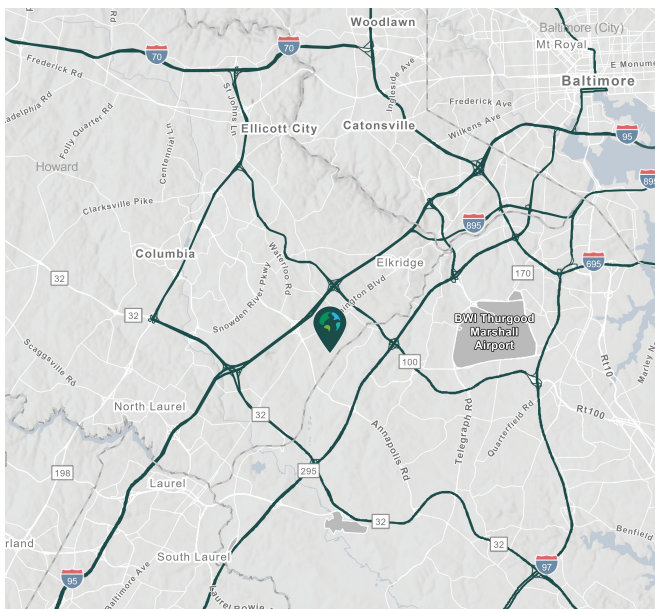 Woodlawn
Baltimore (City)
70
70
Mt Royal
Frederick Rd
E Monume
Baltimore
Ingleside Ave
St Johns Ln
Frederick Ave
adelphia Rd
Folly Quarter Rd
Ellicott City
Catonsville
Wilkens Ave
95
Centennial Ln
Howard
895
Clarksville Pike
895
Columbia
Waterloo Rd
Elkridge
695
170
32
Snowden River Pkwy
ington Blvd
32
BWI Thurgood
Marshall
Airport
Scaggsville Rd
100
Marley N
Rt10
North Laurel
32
Annapolis Rd
Telegraph Rd
Quarterfield Rd
Rt100
198
295
Laurel
32
32
Benfield
rland
South Laurel
97
95
Baltimore Ave
Laurel Bowie